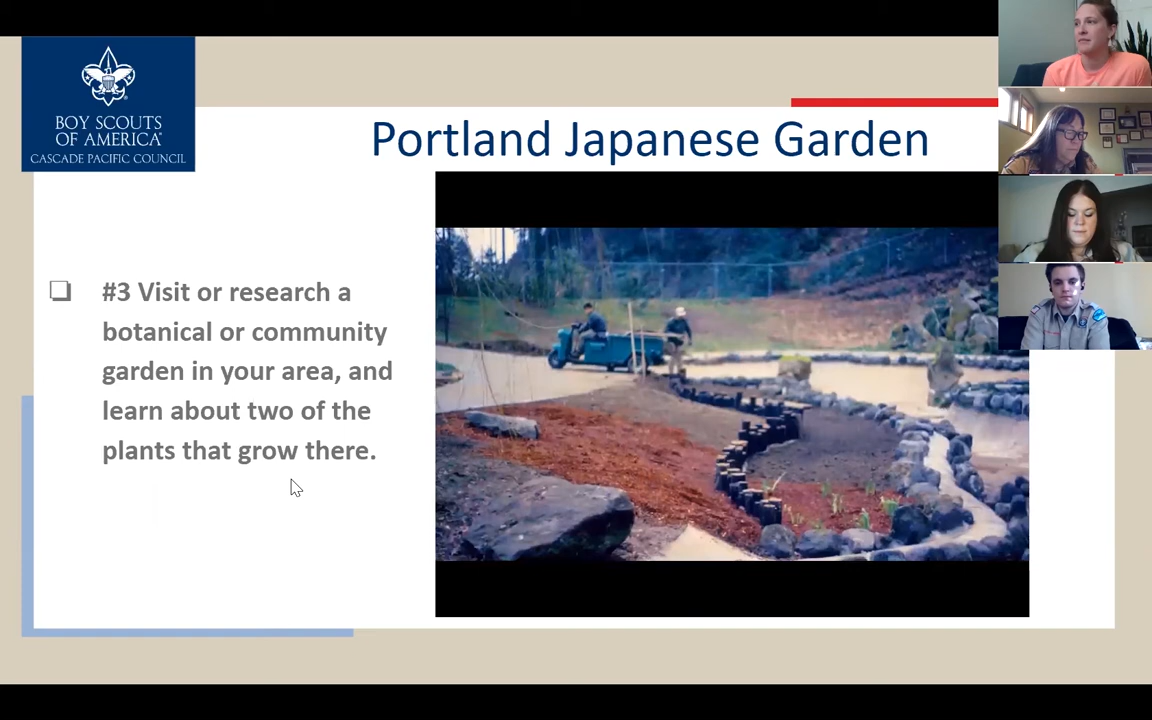 BOY SCOUTS
OF AMERICA®
CASCADE PACIFIC COUNCIL
Portland Japanese Garden
#3 Visit or research a
botanical or community
garden in your area, and
learn about two of the
plants that grow there.